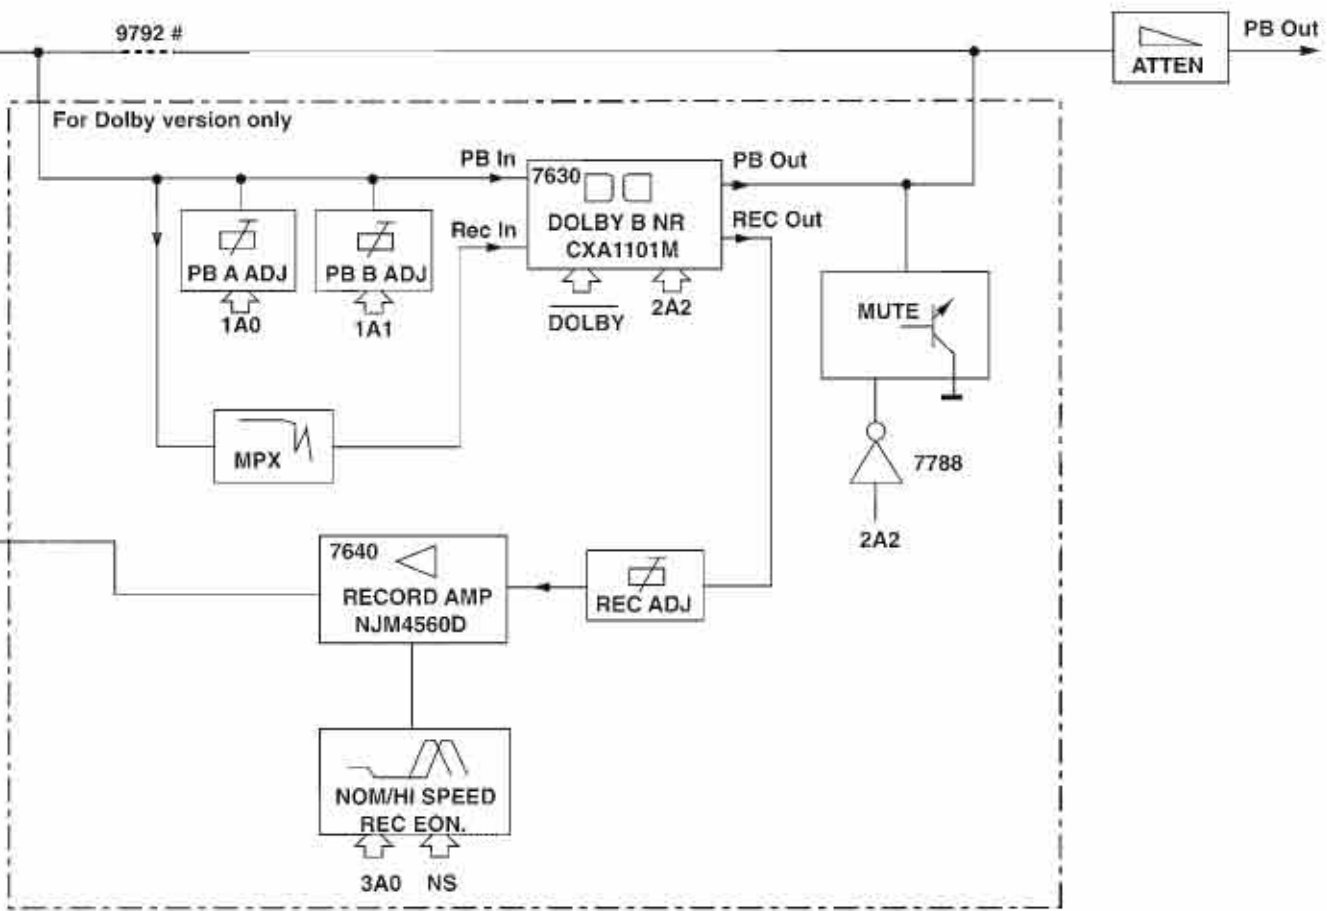 9792 #
PB Out
ATTEN
For Dolby version only
PB In
7630
PB Out
DOLBY B NR
CXA1101M
REC Out
Rec In
PB A ADJ
PB B ADJ
1A0
1A1
DOLBY
2A2
MUTE
MPX
7788
2A2
7640
RECORD AMP
NJM4560D
REC ADJ
NOM/HI SPEED
REC EON.
3A0
NS